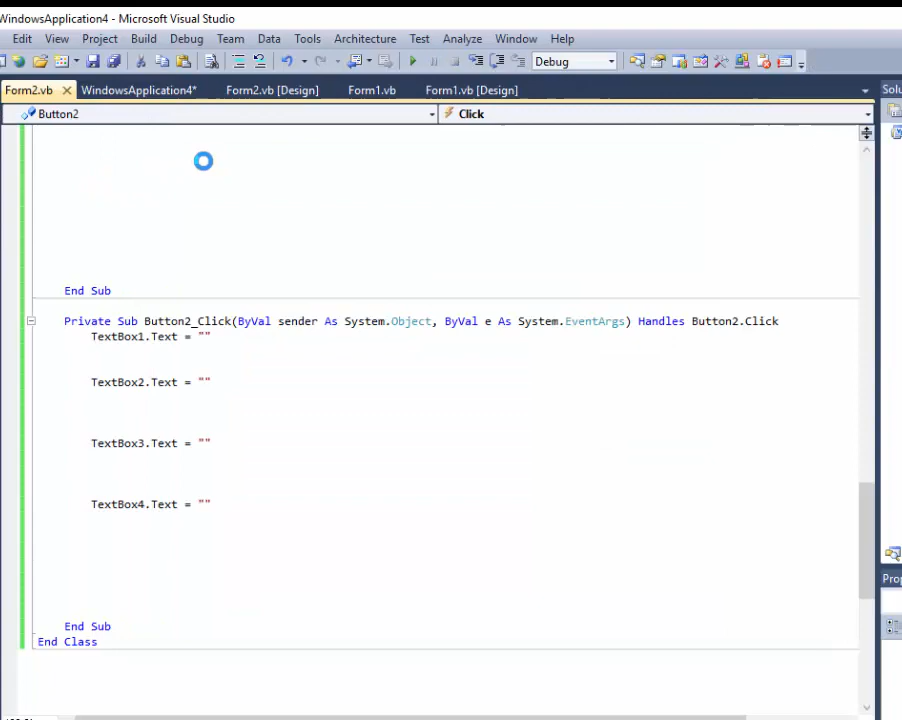 WindowsApplication4 - Microsoft Visual Studio
Edit View Project Build Debug Team Data Tools Architecture Test Analyze Window Help
Debug
Form2.vb WindowsApplication4* Form2.vb [Design] Form1.vb Form1.vb [Design]
Solu
Button2 Click
End Sub
Private Sub Button2_Click(ByVal sender As System.Object, ByVal e As System.EventArgs) Handles Button2.Click
TextBox1.Text = ""
TextBox2.Text = ""
TextBox3.Text = ""
TextBox4.Text = ""
Prop
End Sub
End Class